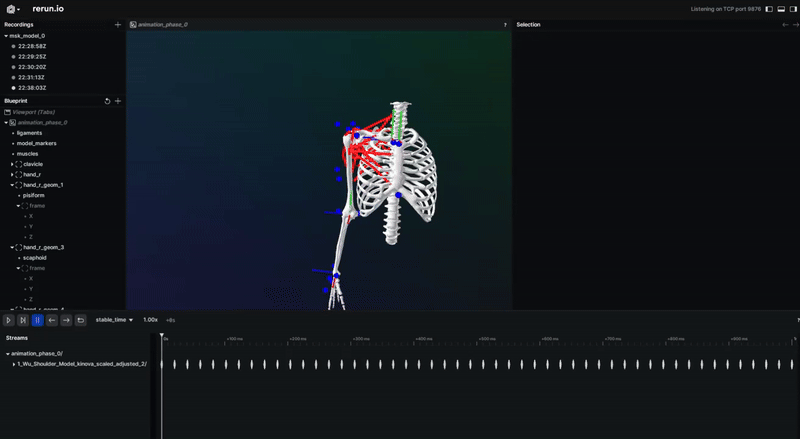 rerun.io
Listening on TCP port 9876
Recordings
msk_model_0
22:28:58Z
22:29:25Z
22:30:20Z
22:31:13Z
22:38:03Z
Blueprint
Viewport (Tabs)
animation_phase_0
ligaments
model_markers
muscles
clavicle
hand_r
hand_r_geom_1
pisiform
frame
X
Y
Z
hand_r_geom_3
scaphoid
frame
X
Y
Z
animation_phase_0
?
Selection
stable_time
1.00x
Streams
0s
+100 ms
+200 ms
+300 ms
+400 ms
+500 ms
+600 ms
+700 ms
+800 ms
+900 ms
animation_phase_0/
1_Wu_Shoulder_Model_kinova_scaled_adjusted_2/